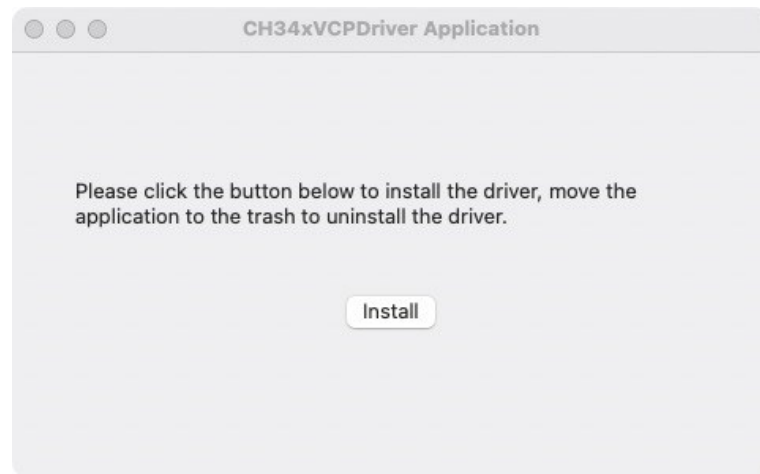 CH34xVCPDriver Application
Please click the button below to install the driver, move the
application to the trash to uninstall the driver.
Install